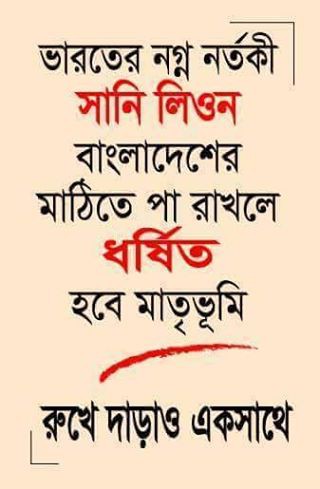 ভারতের নগ্ন নর্তকী
সানি লিওন
বাংলাদেশের
মাঠিতে পা রাখলে
ধর্ষিত
হবে মাতৃভূমি
রুখে দাড়াও একসাথে